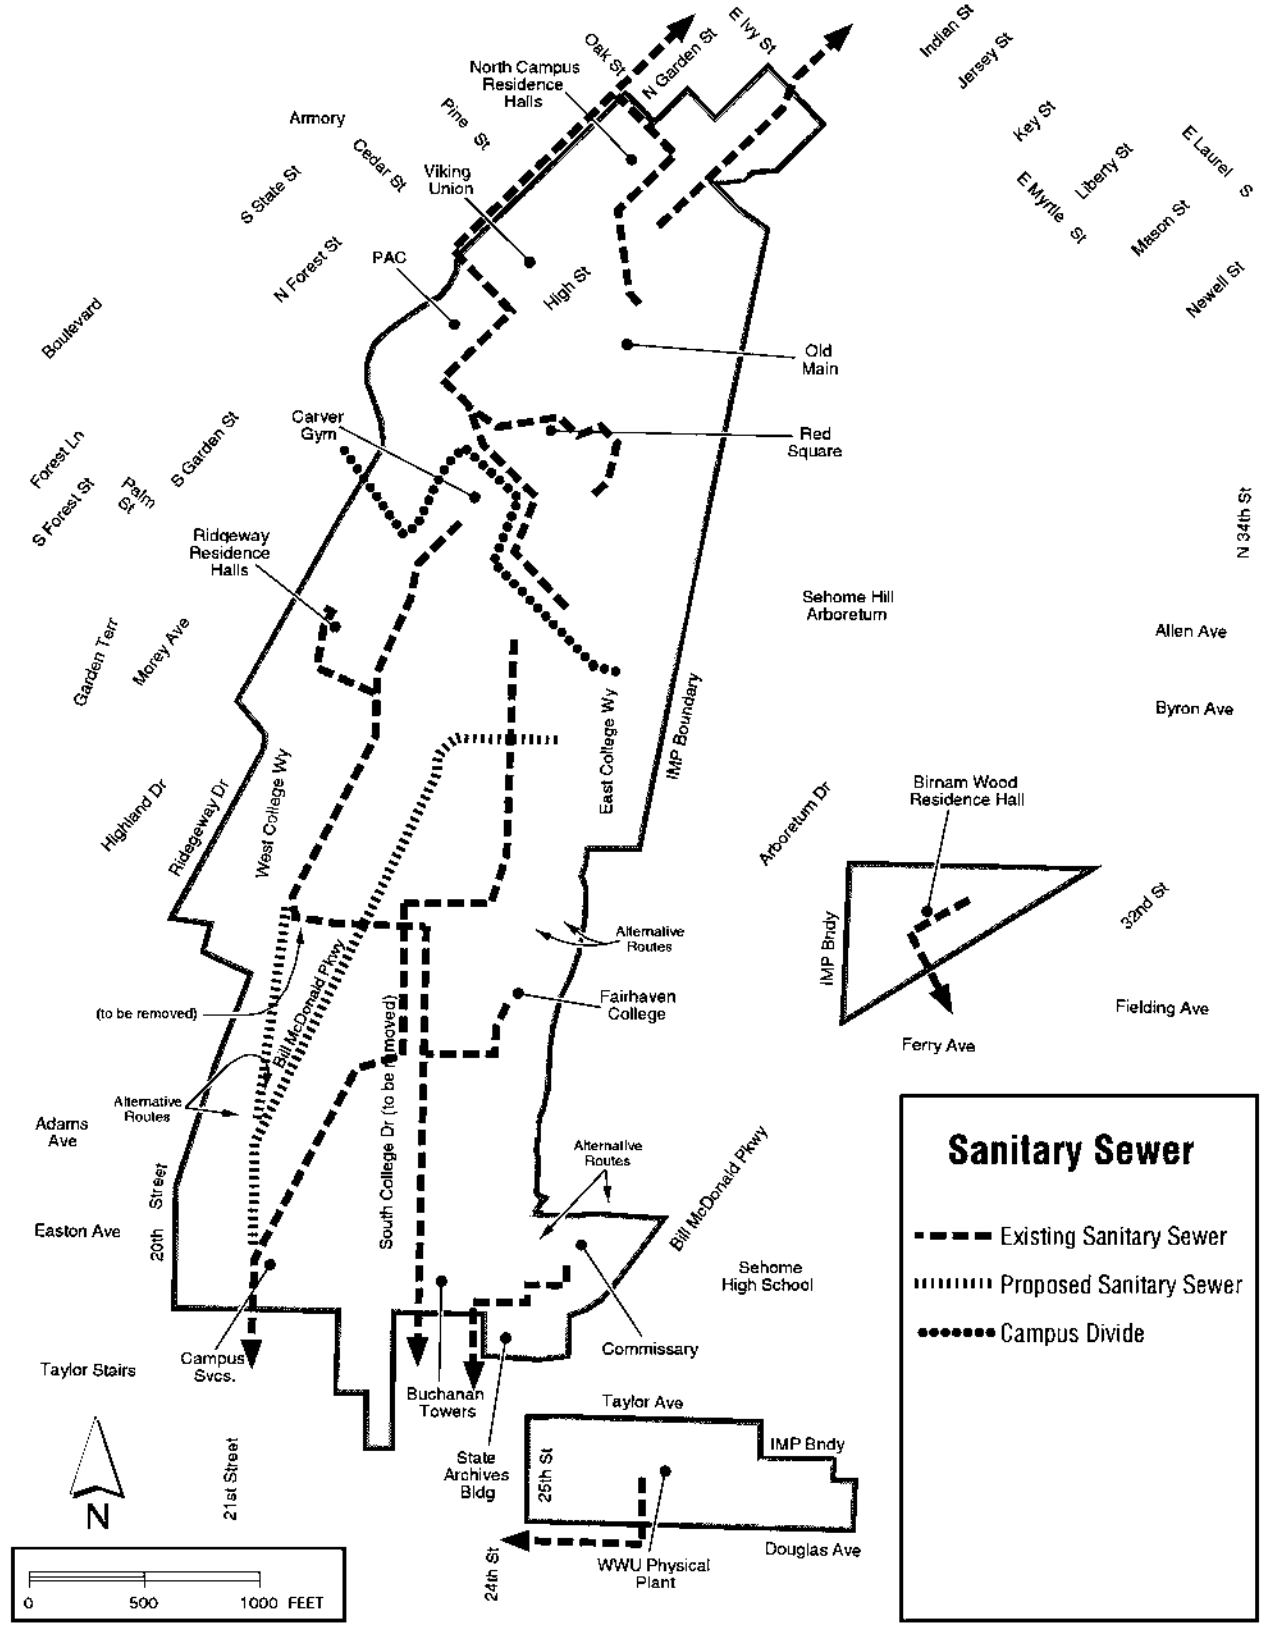 Oak St
N Garden St
E Ivy St
Indian St
Jersey St
Key St
Liberty St
E Laurel S
E Myrtle St
Mason St
Newell St
North Campus
Residence
Halls
Armory
Pine St
Cedar St
Viking
Union
S State St
PAC
N Forest St
High St
Boulevard
Old
Main
Carver
Gym
Red
Square
Forest Ln
S Garden St
Palm
St
S Forest St
N 34th St
Ridgeway
Residence
Halls
Sehome Hill
Arboretum
Allen Ave
Garden Terr
Morey Ave
Byron Ave
East College Wy
IMP Boundary
West College Wy
Highland Dr
Ridegeway Dr
Arboretum Dr
Birnam Wood
Residence Hall
IMP Bndy
32nd St
Fielding Ave
Ferry Ave
Alternative
Routes
Fairhaven
College
(to be removed)
Bill McDonald Pkwy
South College Dr (to be removed)
Alternative
Routes
Adams
Ave
20th Street
Easton Ave
Alternative
Routes
Bill McDonald Pkwy
Sehome
High School
Sanitary Sewer
Existing Sanitary Sewer
Proposed Sanitary Sewer
Campus Divide
Taylor Stairs
Campus
Svcs.
Commissary
Buchanan
Towers
Taylor Ave
State
Archives
Bldg
25th St
IMP Bndy
N
21st Street
24th St
WWU Physical
Plant
Douglas Ave
0 500 1000 FEET